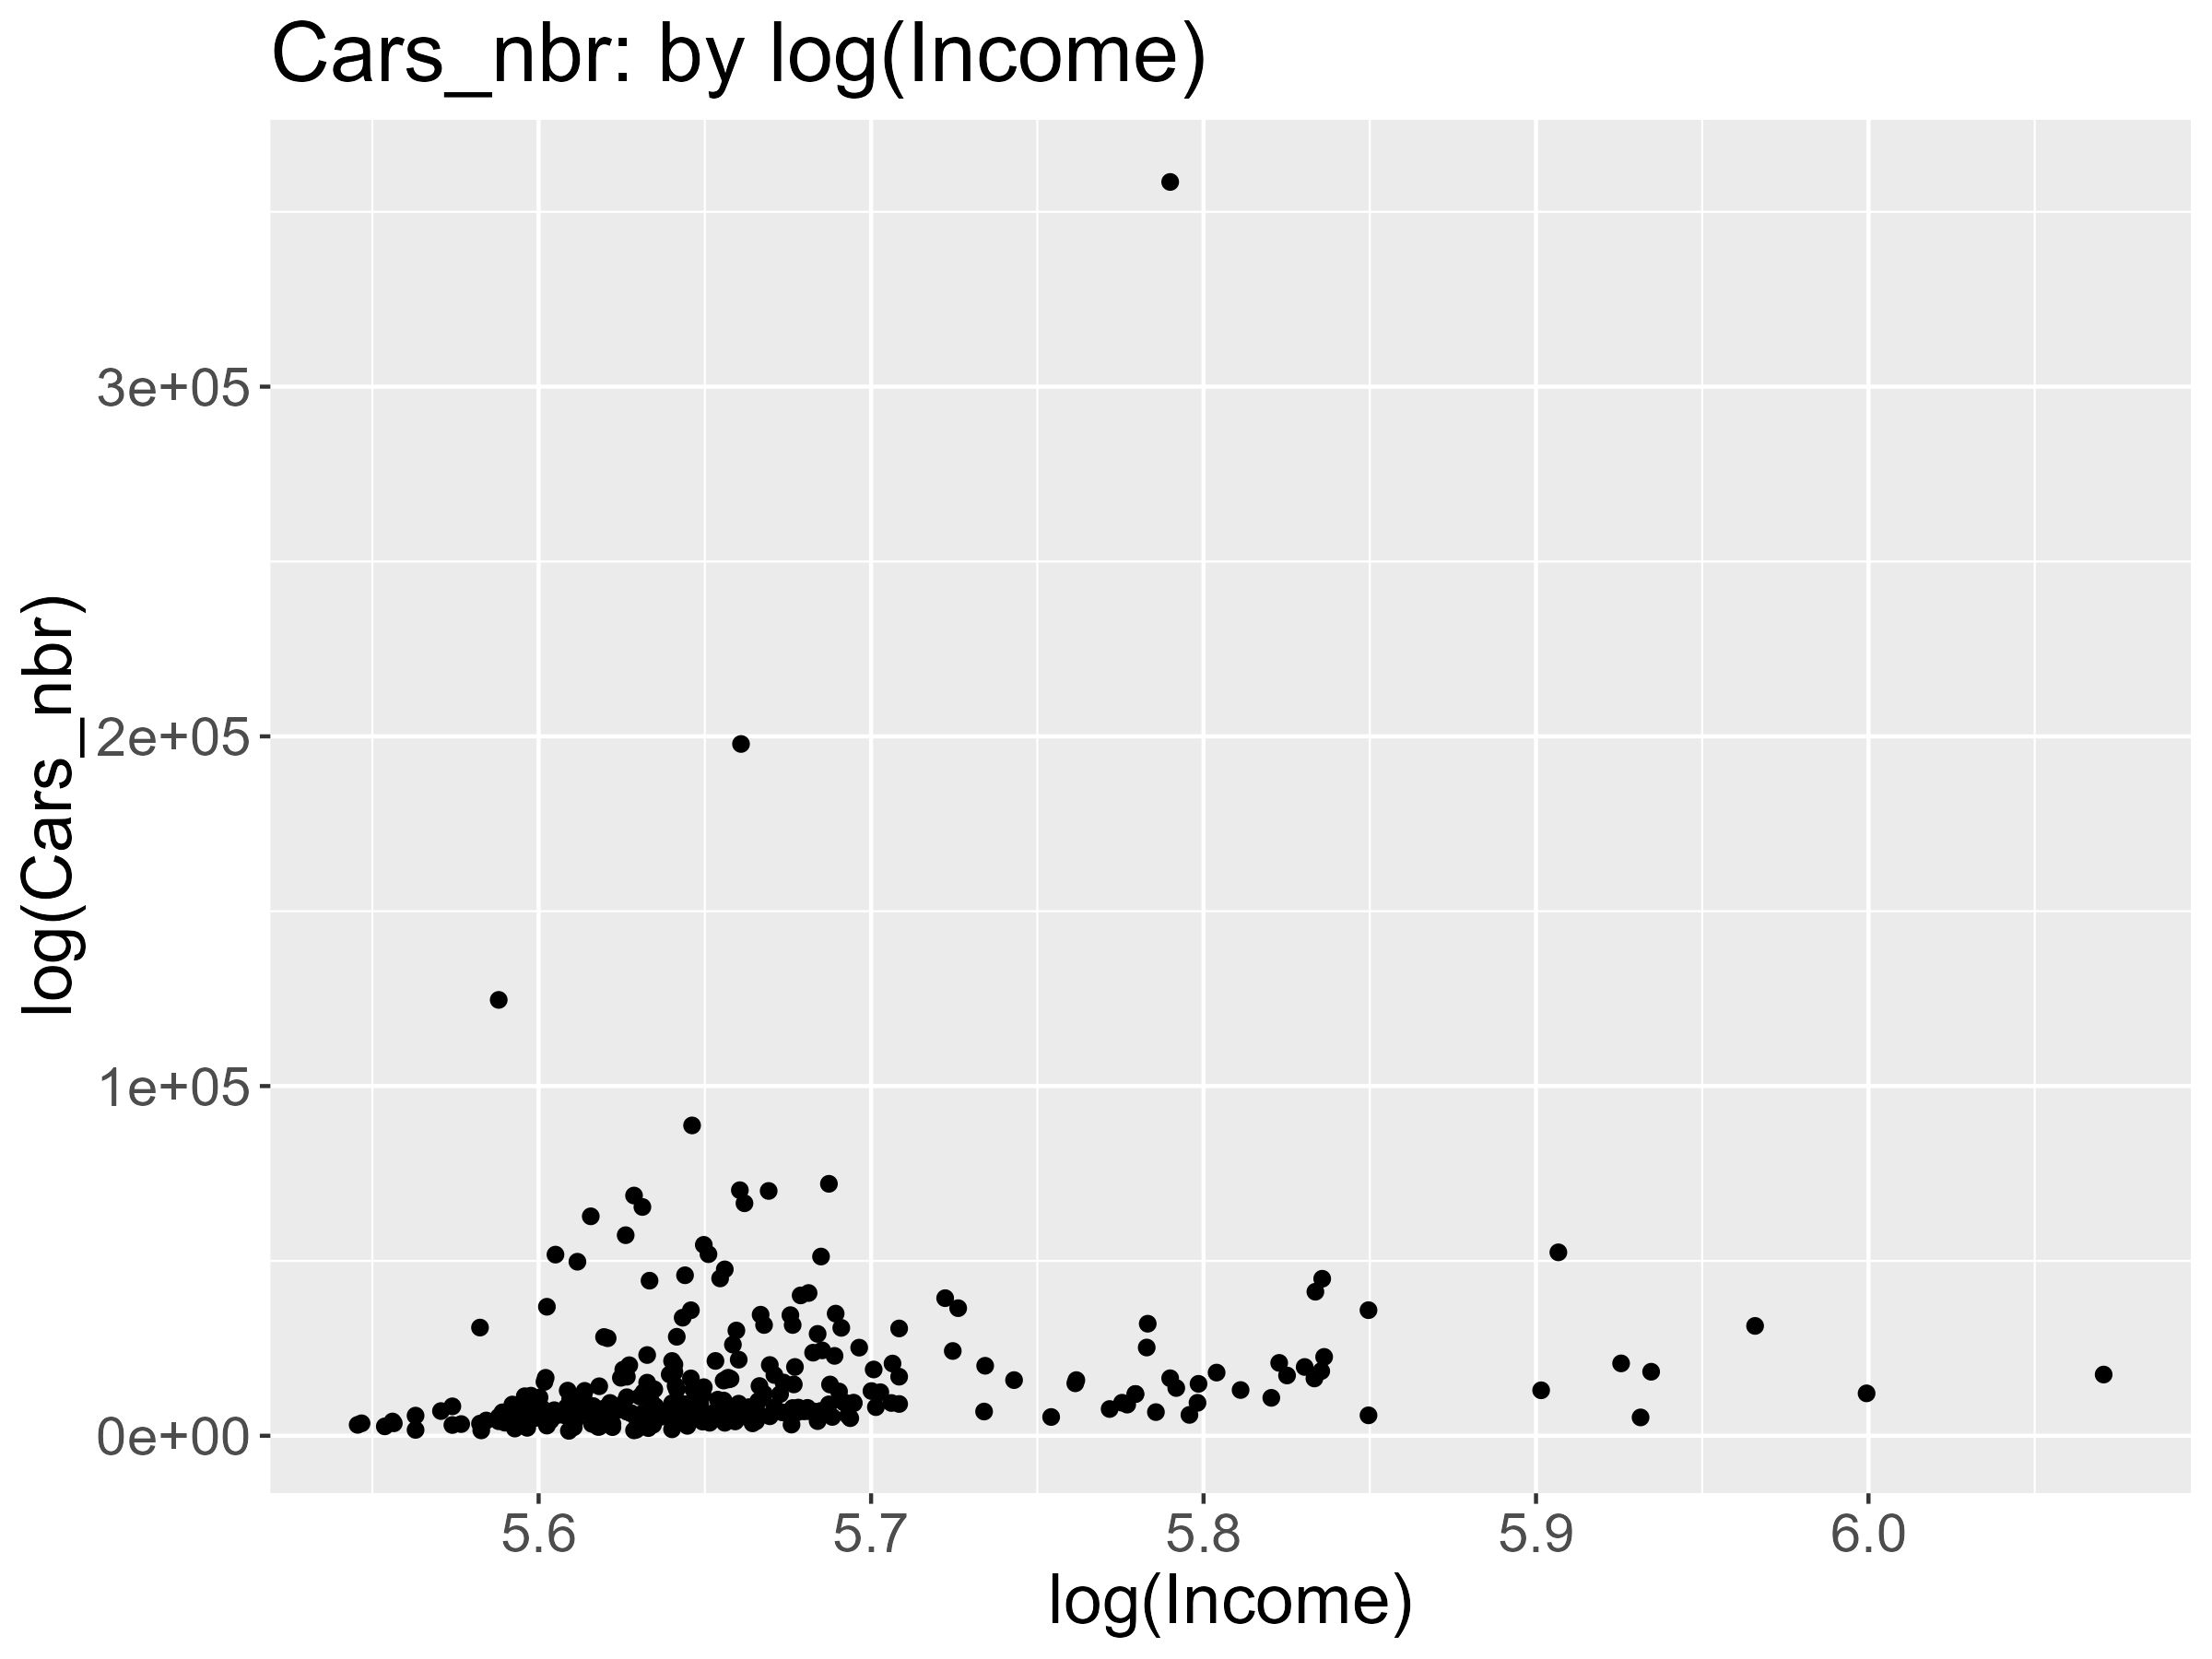 Cars_nbr: by log(Income)
log(Cars_nbr)
3e+05
2e+05
1e+05
0e+00
5.6 5.7 5.8 5.9 6.0
log(Income)